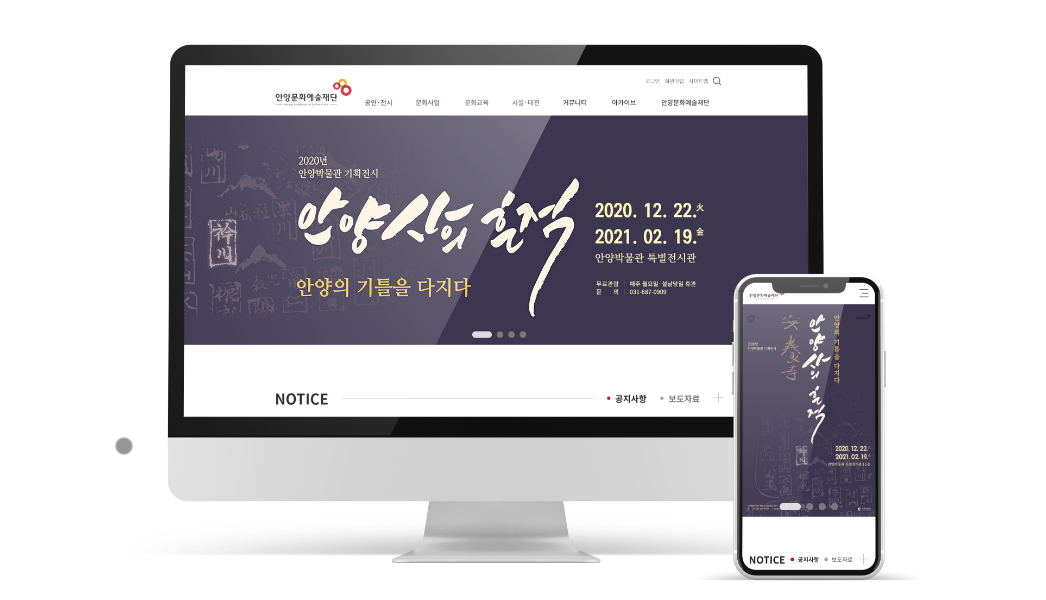 로그인 회원가입 사이트맵
안양문화예술재단
공연·전시 문화사업 문화교육 시설·대관 커뮤니티 아카이브 안양문화예술재단
2020년
안양박물관 기획전시
안양 사의 흔적
안양의 기틀을 다지다
2020. 12. 22.火
2021. 02. 19.金
안양박물관 특별전시관
무료관람 매주 월요일·설날당일 휴관
문 의 031-687-0909
衿川
NOTICE
공지사항 보도자료
안양문화예술재단
안양 사의 흔적
안양의 기틀을 다지다
安養寺
2020. 12. 22.
2021. 02. 19.
NOTICE 공지사항 보도자료